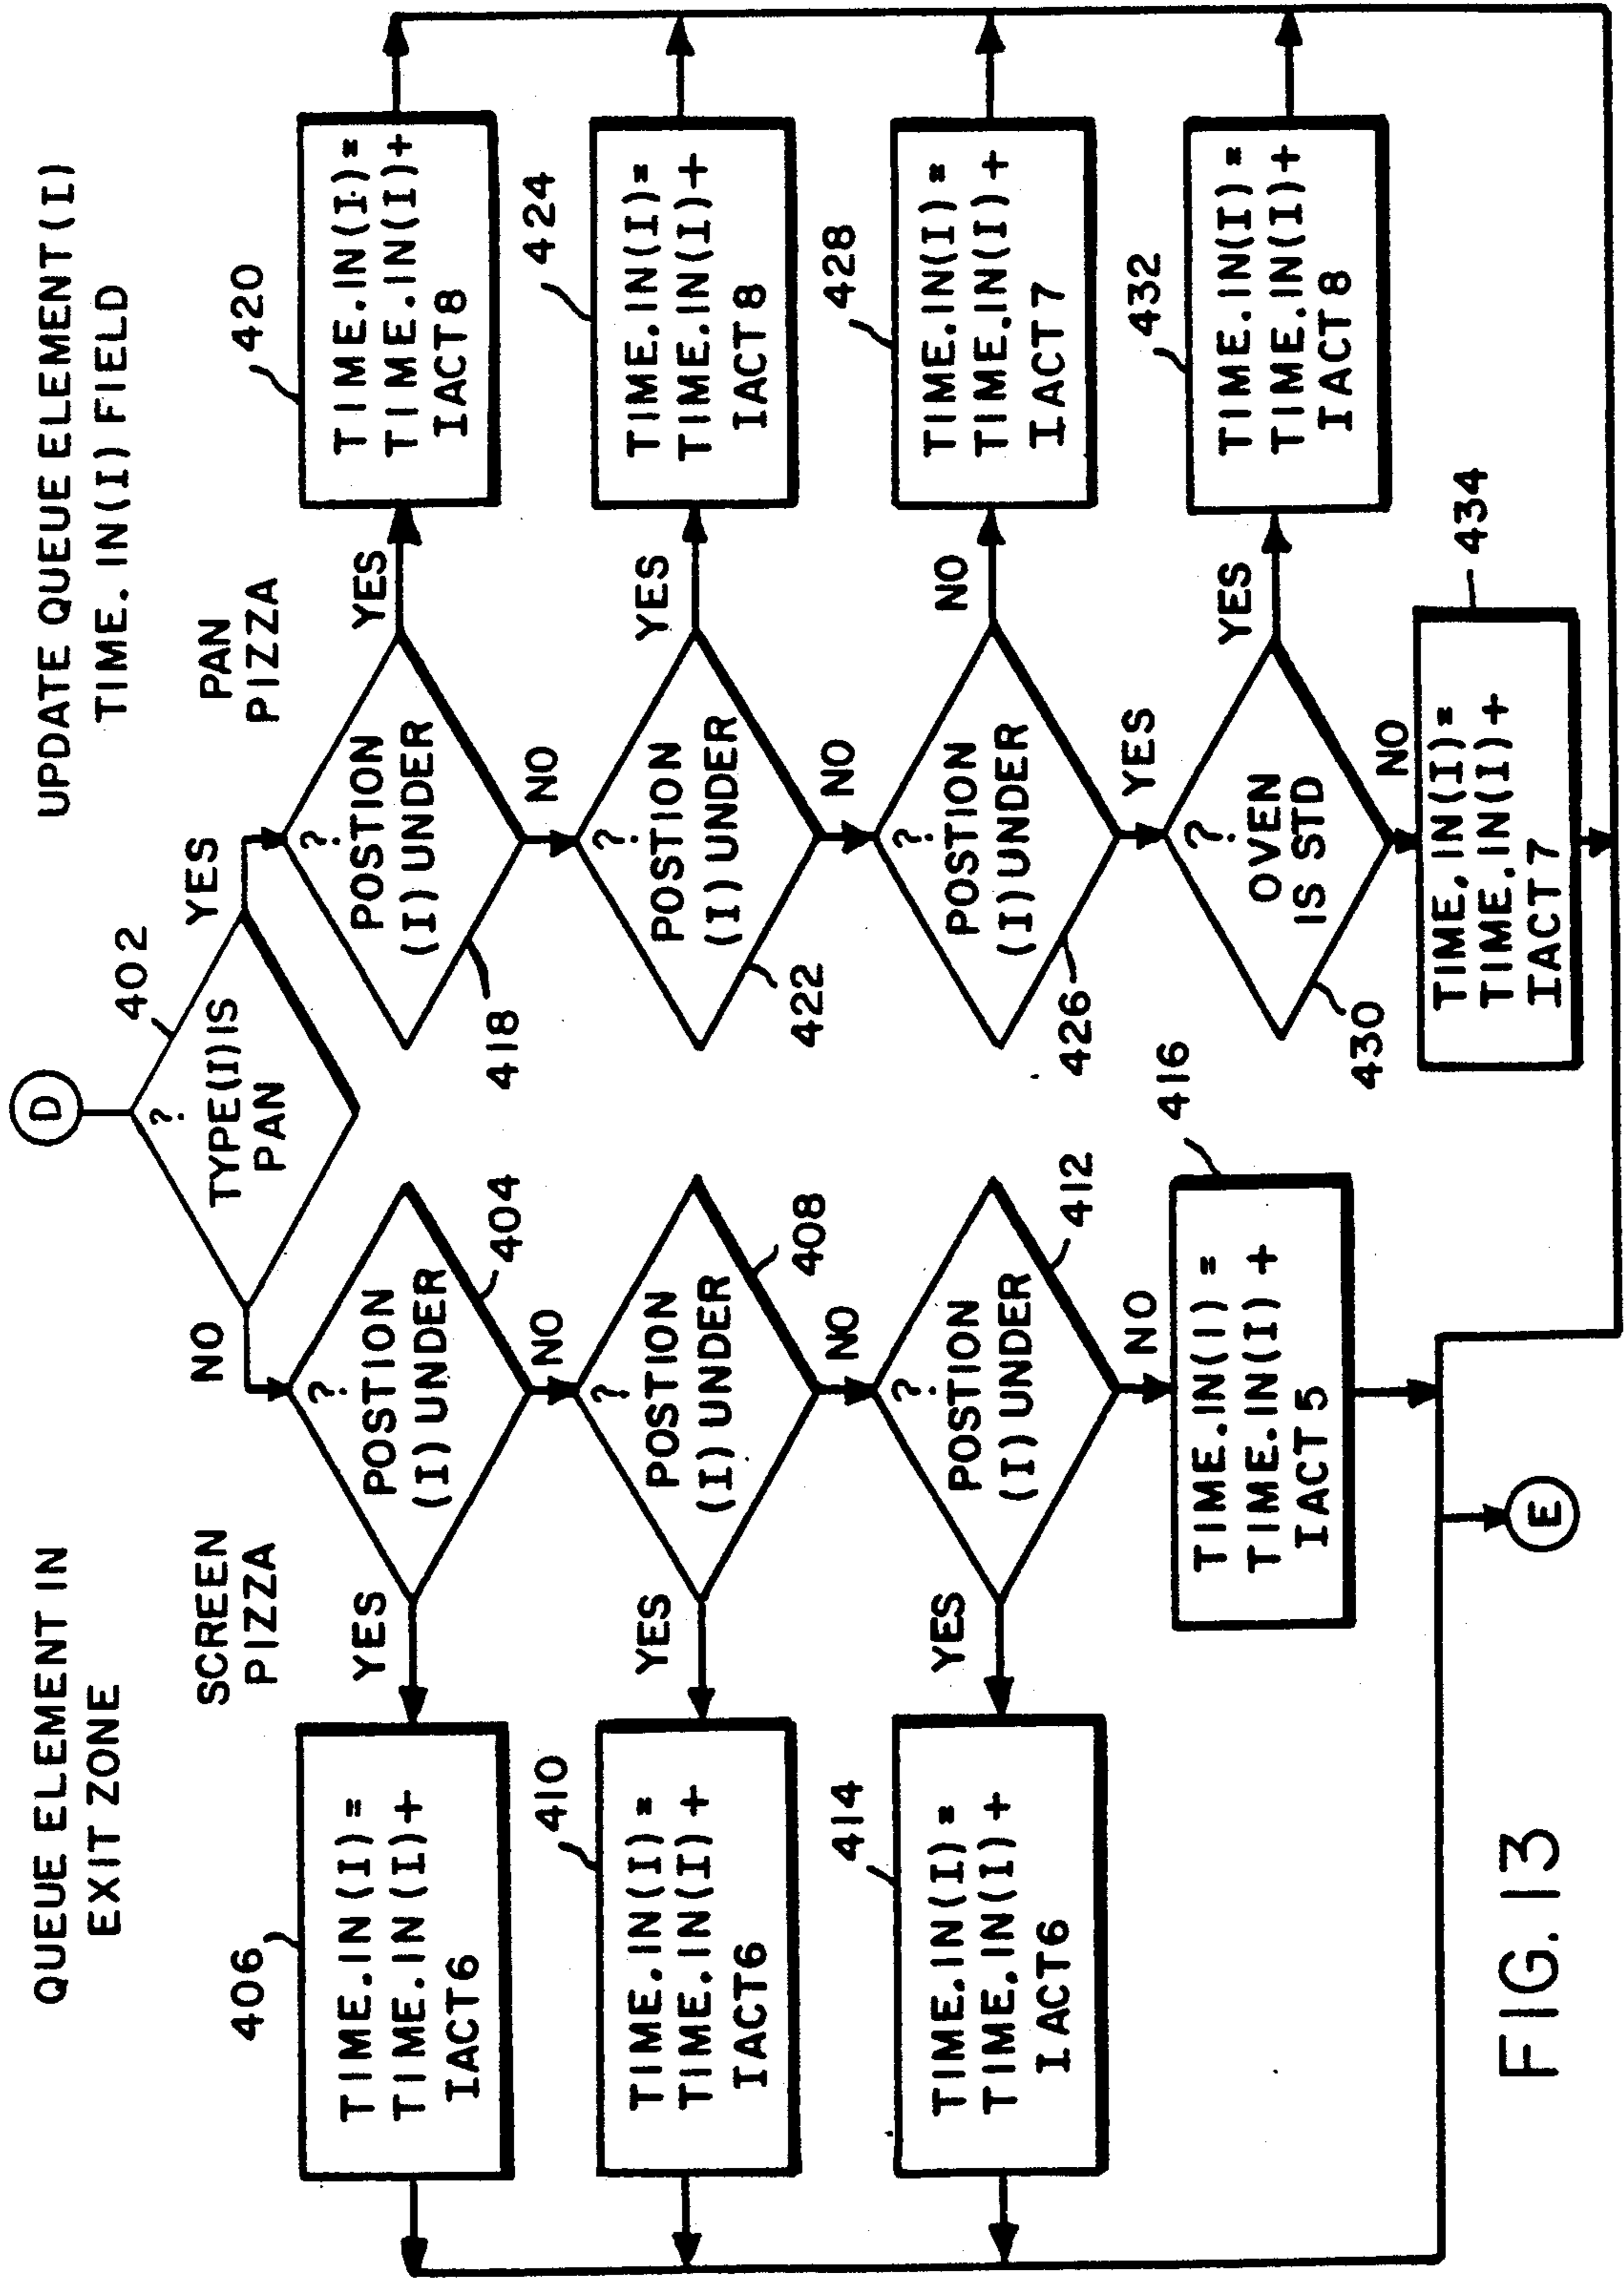 QUEUE ELEMENT IN
EXIT ZONE
UPDATE QUEUE ELEMENT (I)
TIME. IN(I) FIELD
D
?
TYPE(I) IS
PAN
402
NO
YES
SCREEN
PIZZA
PAN
PIZZA
406
TIME.IN(I) =
TIME.IN(I)+
IACT6
YES
?
POSTION
(I) UNDER
404
NO
410
TIME.IN(I) =
TIME.IN(I) +
IACT6
YES
?
POSTION
(I) UNDER
408
NO
414
TIME.IN(I) =
TIME.IN(I) +
IACT6
YES
?
POSTION
(I) UNDER
412
NO
416
TIME.IN(I) =
TIME.IN(I) +
IACT5
?
POSTION
(I) UNDER
418
YES
420
TIME.IN(I)=
TIME.IN(I)+
IACT8
NO
?
POSTION
(I) UNDER
422
YES
424
TIME.IN(I)=
TIME.IN(I)+
IACT8
NO
?
POSTION
(I) UNDER
426
NO
428
TIME.IN(I) =
TIME.IN(I) +
IACT7
YES
?
OVEN
IS STD
430
YES
432
TIME.IN(I) =
TIME.IN(I)+
IACT8
NO
434
TIME.IN(I)=
TIME.IN(I)+
IACT7
E
FIG. 13